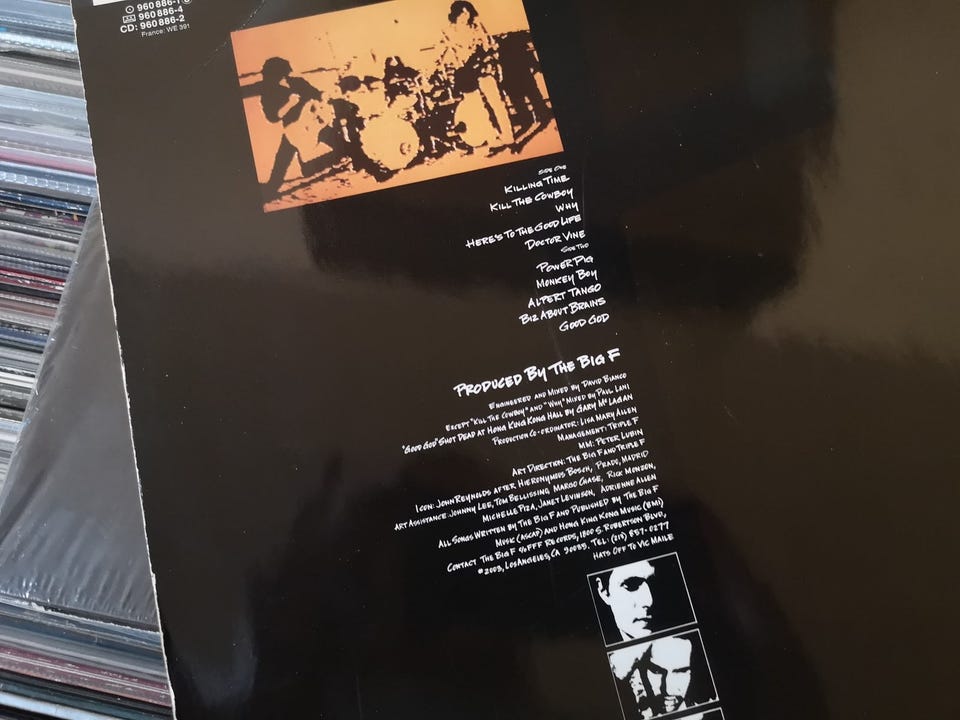 960 886-1
960 886-4
CD: 960 886-2
France: WE 391
SIDE ONE
KILLING TIME
KILL THE COWBOY
WHY
HERE'S TO THE GOOD LIFE
DOCTOR VINE
SIDE TWO
POWER PIG
MONKEY BOY
ALPERT TANGO
BIZ ABOUT BRAINS
GOOD GOD
PRODUCED BY THE BIG F
ENGINEERED AND MIXED BY DAVID BIANCO
EXCEPT "KILL THE COWBOY" AND "WHY" MIXED BY PAUL LANI
"GOOD GOD" SHOT DEAD AT HONG KING KONG HALL BY GARY McLAGAN
PRODUCTION CO-ORDINATOR: LISA MARY ALLEN
MANAGEMENT: TRIPLE F
MM: PETER LUBIN
ART DIRECTION: THE BIG F AND TRIPLE F
ICON: JOHN REYNOLDS AFTER HIERONYMUS BOSCH, PRADO, MADRID
ART ASSISTANCE: JOHNNY LEE, TOM BELLISSING, MARGO CHASE, RICK MONZON,
MICHELLE PIZA, JANET LEVINSON, ADRIENNE ALLEN
ALL SONGS WRITTEN BY THE BIG F AND PUBLISHED BY THE BIG F
MUSIC (ASCAP) AND HONG KING KONG MUSIC (BMI)
CONTACT THE BIG F % FFF RECORDS, 1800 S. ROBERTSON BLVD,
#2003, LOS ANGELES, CA 90035. TEL: (213) 857-0277
HATS OFF TO VIC MAILE